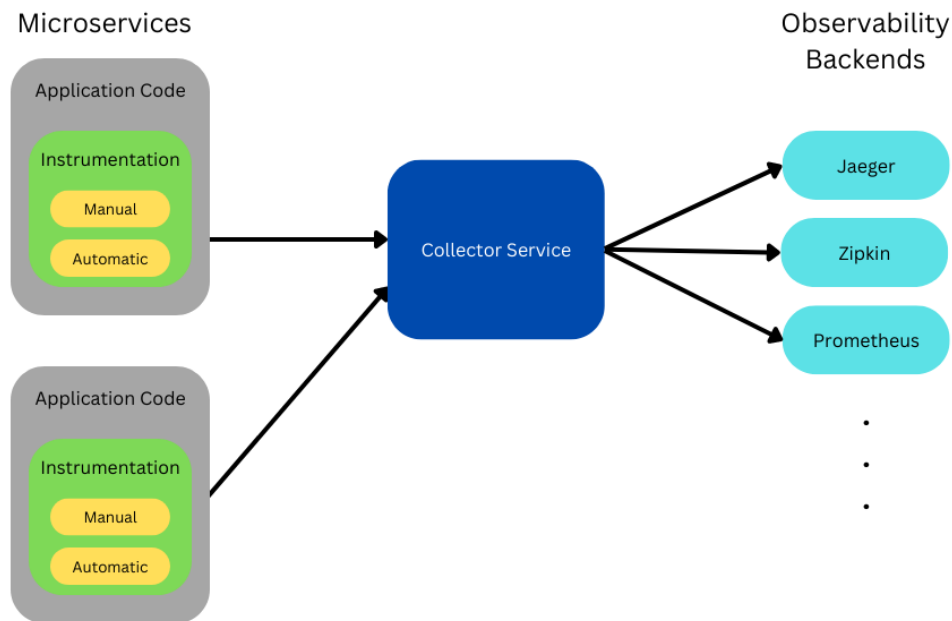 Microservices
Application Code
Instrumentation
Manual
Automatic
Application Code
Instrumentation
Manual
Automatic
Collector Service
Observability
Backends
Jaeger
Zipkin
Prometheus